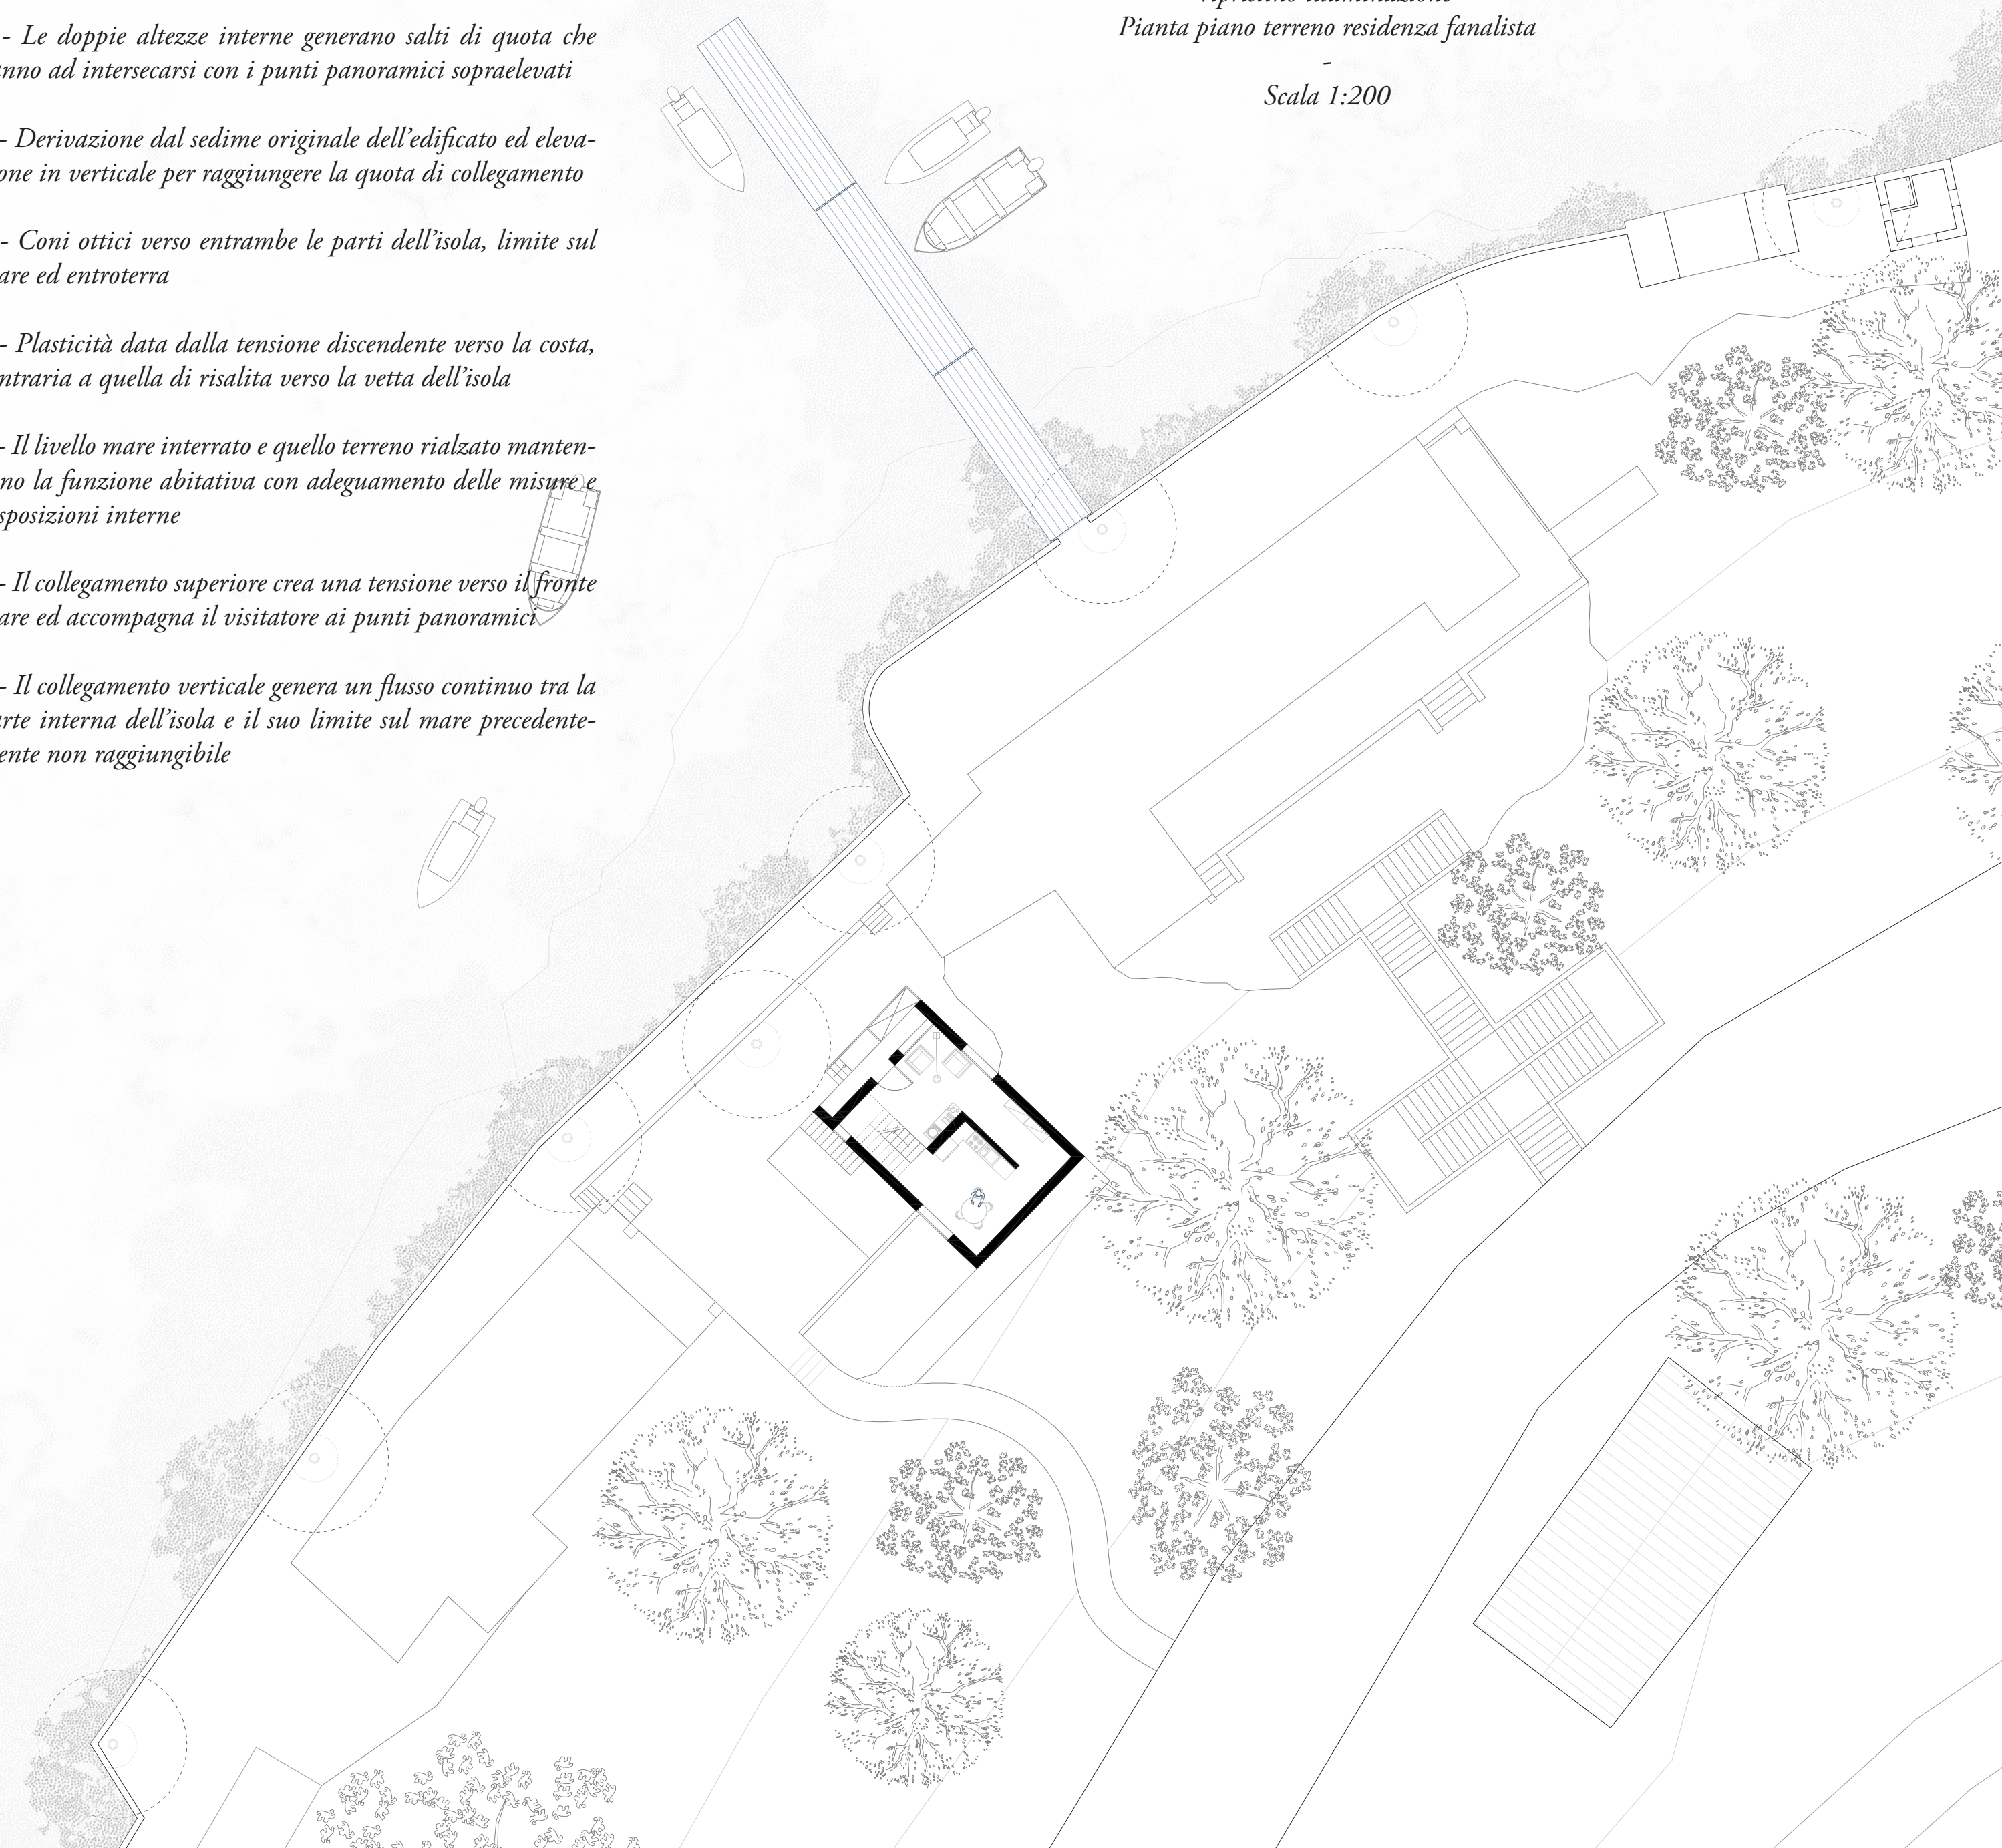 - Le doppie altezze interne generano salti di quota che
nno ad intersecarsi con i punti panoramici sopraelevati
- Derivazione dal sedime originale dell'edificato ed eleva-
one in verticale per raggiungere la quota di collegamento
- Coni ottici verso entrambe le parti dell'isola, limite sul
are ed entroterra
- Plasticità data dalla tensione discendente verso la costa,
ntraria a quella di risalita verso la vetta dell'isola
- Il livello mare interrato e quello terreno rialzato manten-
no la funzione abitativa con adeguamento delle misure e
sposizioni interne
- Il collegamento superiore crea una tensione verso il fronte
are ed accompagna il visitatore ai punti panoramici
- Il collegamento verticale genera un flusso continuo tra la
arte interna dell'isola e il suo limite sul mare precedente-
ente non raggiungibile
Pianta piano terreno residenza fanalista
-
Scala 1:200